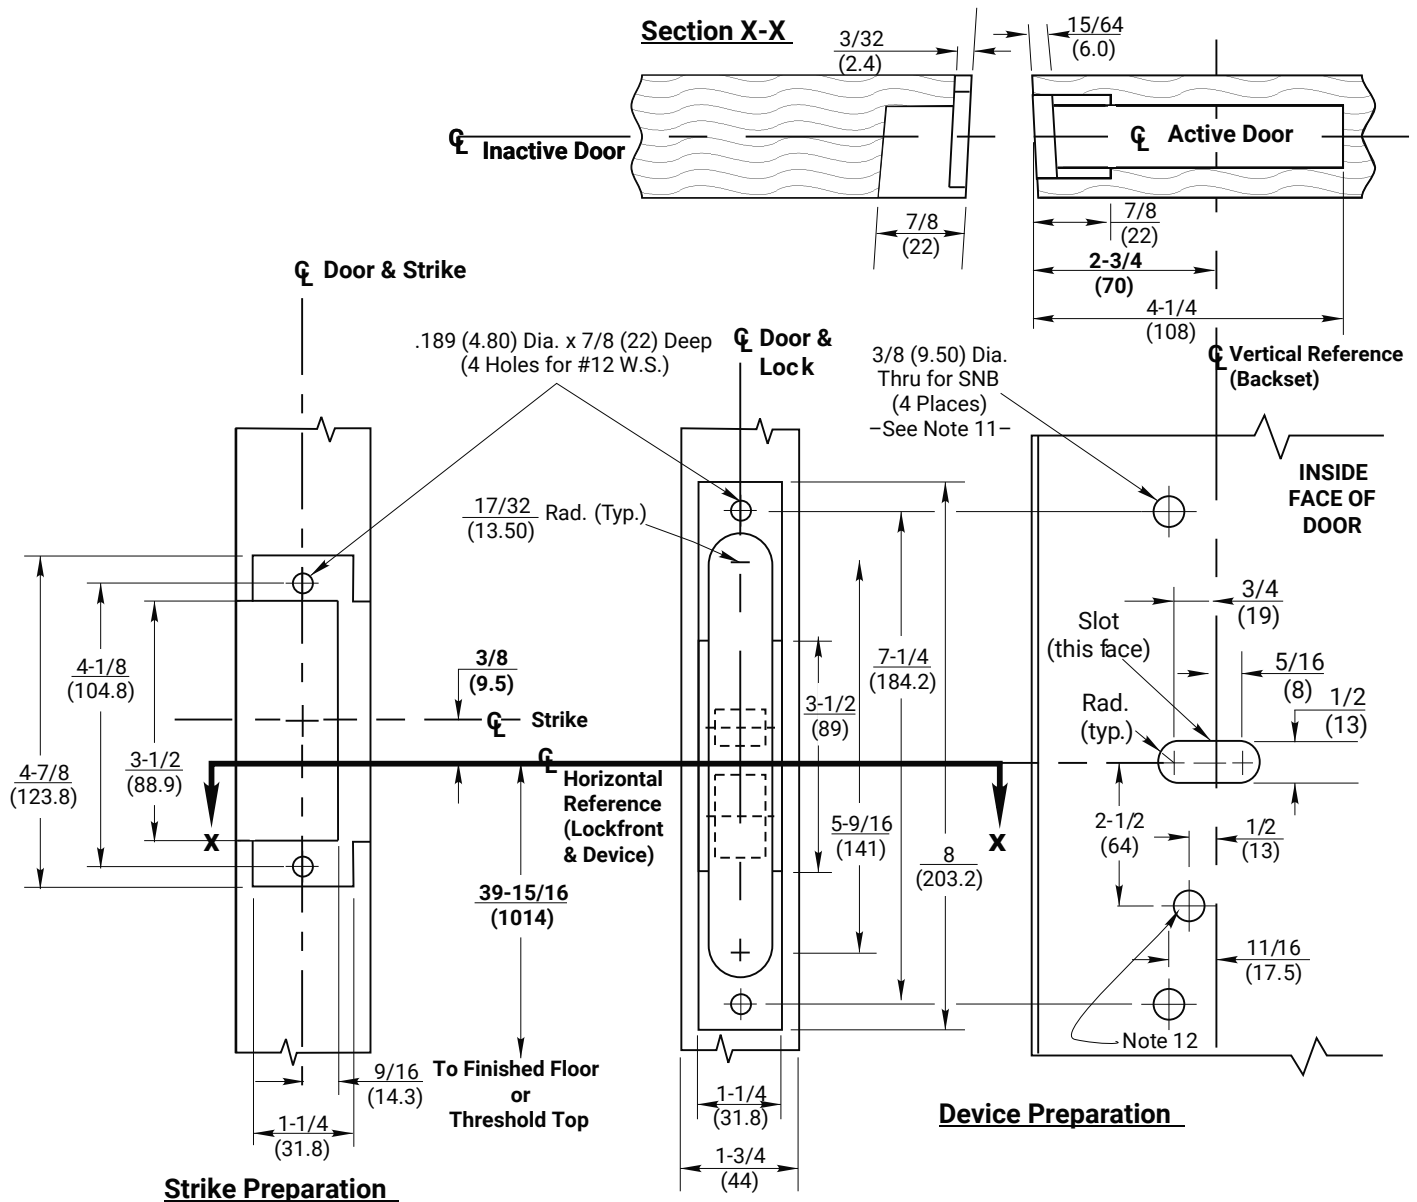 Section X-X
3/32
(2.4)
15/64
(6.0)
℄ Inactive Door
℄ Active Door
7/8
(22)
7/8
(22)
2-3/4
(70)
4-1/4
(108)
℄ Door & Strike
.189 (4.80) Dia. x 7/8 (22) Deep
(4 Holes for #12 W.S.)
℄ Door &
Lock
3/8 (9.50) Dia.
Thru for SNB
(4 Places)
–See Note 11–
℄ Vertical Reference
(Backset)
INSIDE
FACE OF
DOOR
17/32 Rad. (Typ.)
(13.50)
3/4
(19)
Slot
(this face)
5/16
(8)
1/2
(13)
Rad.
(typ.)
4-1/8
(104.8)
3/8
(9.5)
7-1/4
(184.2)
3-1/2
(89)
℄ Strike
4-7/8
(123.8)
3-1/2
(88.9)
℄
Horizontal
Reference
(Lockfront
& Device)
X
X
5-9/16
(141)
8
(203.2)
2-1/2
(64)
1/2
(13)
39-15/16
(1014)
11/16
(17.5)
Note 12
9/16
(14.3)
To Finished Floor
or
Threshold Top
1-1/4
(31.8)
1-1/4
(31.8)
1-3/4
(44)
Device Preparation
Strike Preparation